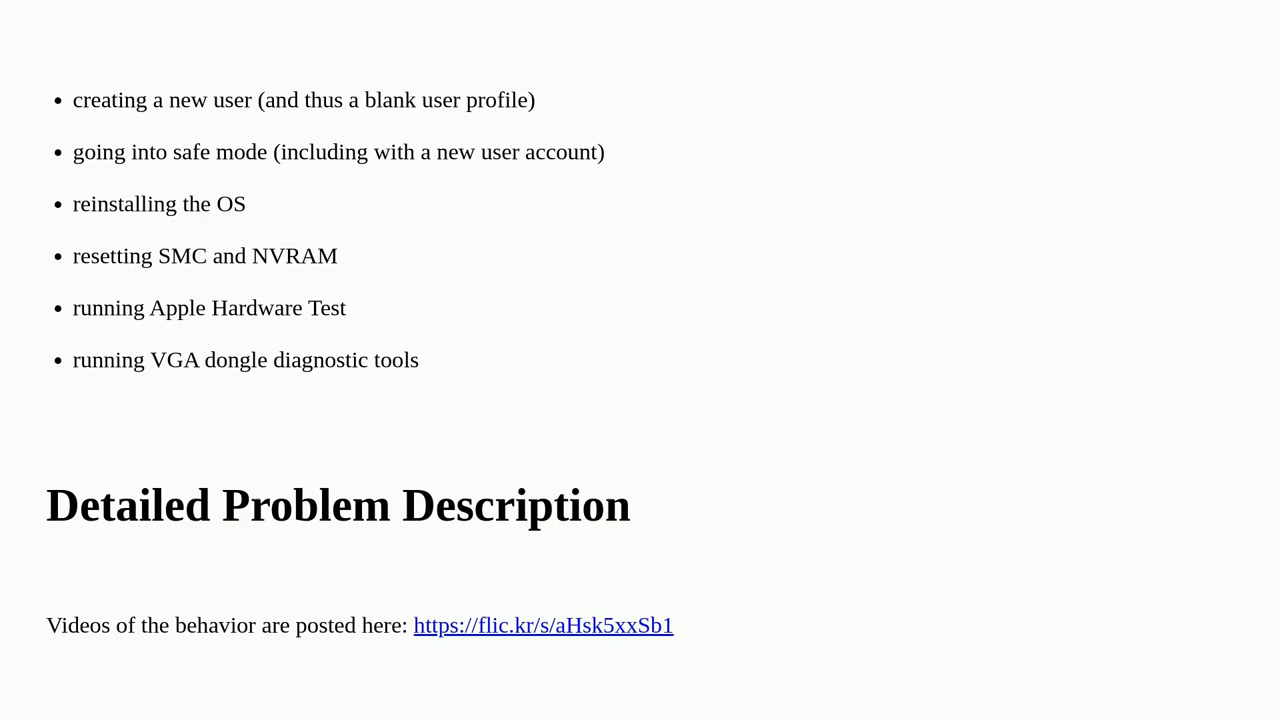 • creating a new user (and thus a blank user profile)
• going into safe mode (including with a new user account)
• reinstalling the OS
• resetting SMC and NVRAM
• running Apple Hardware Test
• running VGA dongle diagnostic tools
Detailed Problem Description
Videos of the behavior are posted here: https://flic.kr/s/aHsk5xxSb1